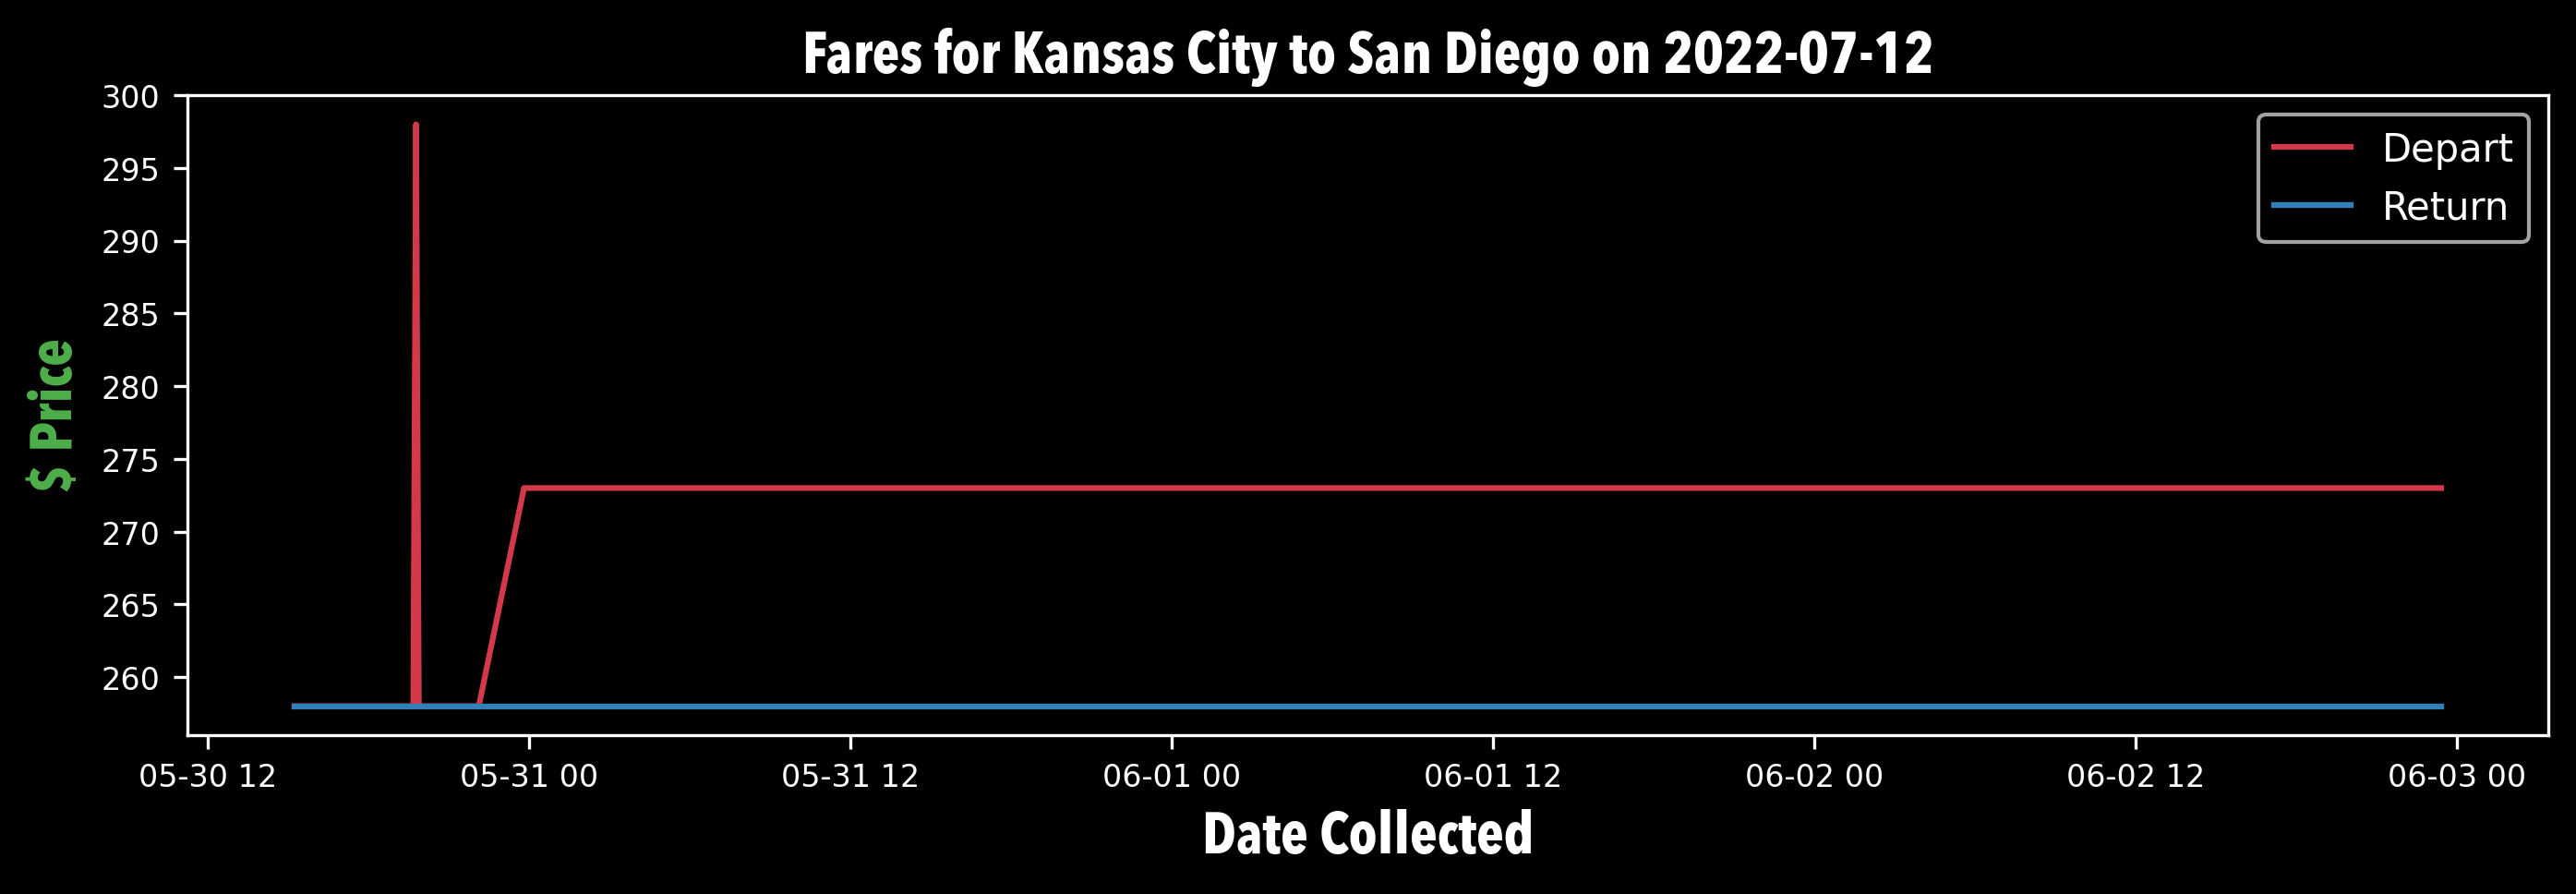 Fares for Kansas City to San Diego on 2022-07-12
$ Price
300
295
290
285
280
275
270
265
260
Depart
Return
05-30 12 05-31 00 05-31 12 06-01 00 06-01 12 06-02 00 06-02 12 06-03 00
Date Collected